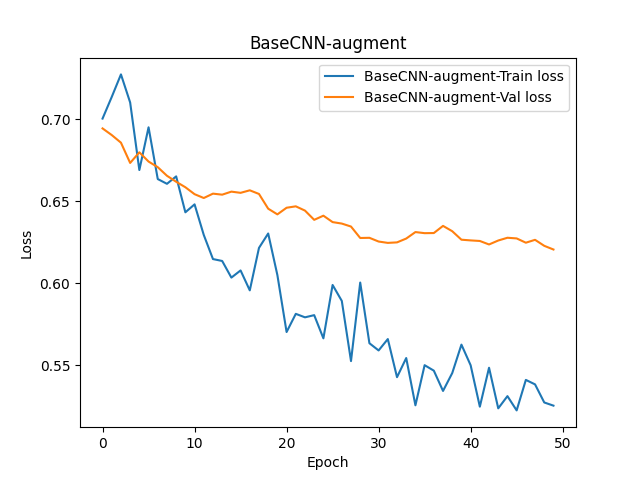 BaseCNN-augment
BaseCNN-augment-Train loss
BaseCNN-augment-Val loss
Loss
0.70
0.65
0.60
0.55
0 10 20 30 40 50
Epoch